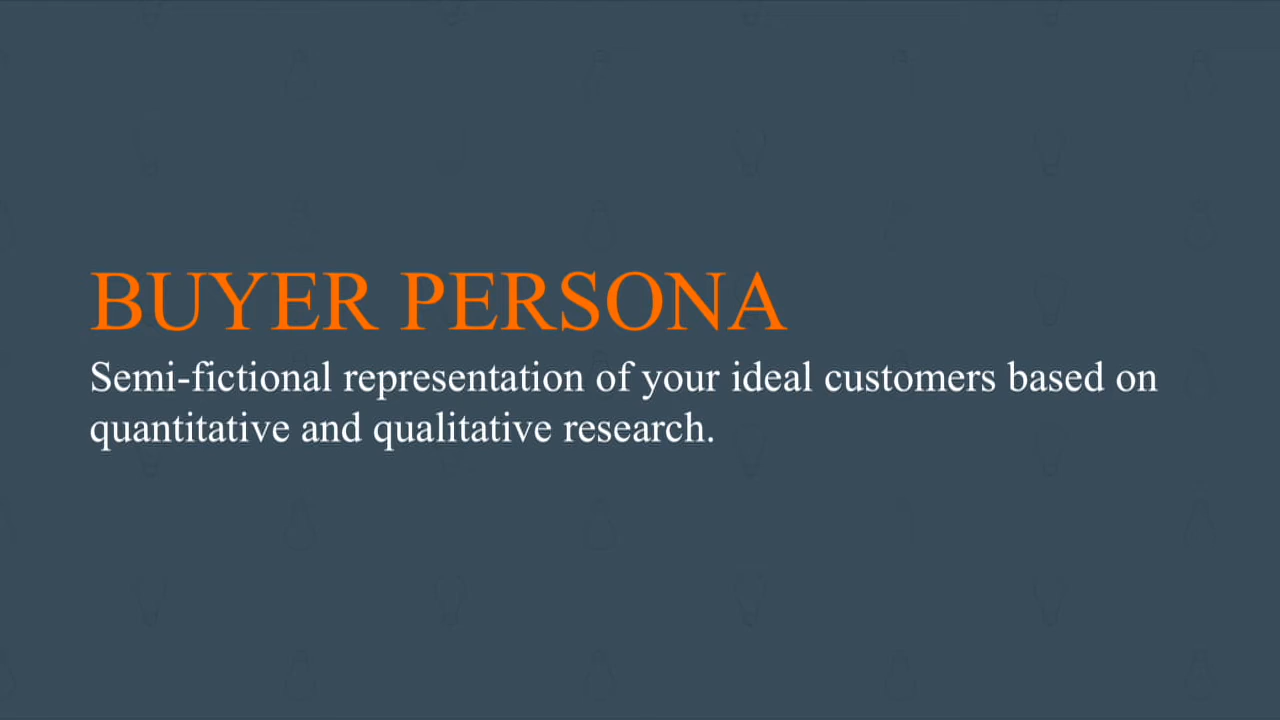 BUYER PERSONA
Semi-fictional representation of your ideal customers based on
quantitative and qualitative research.